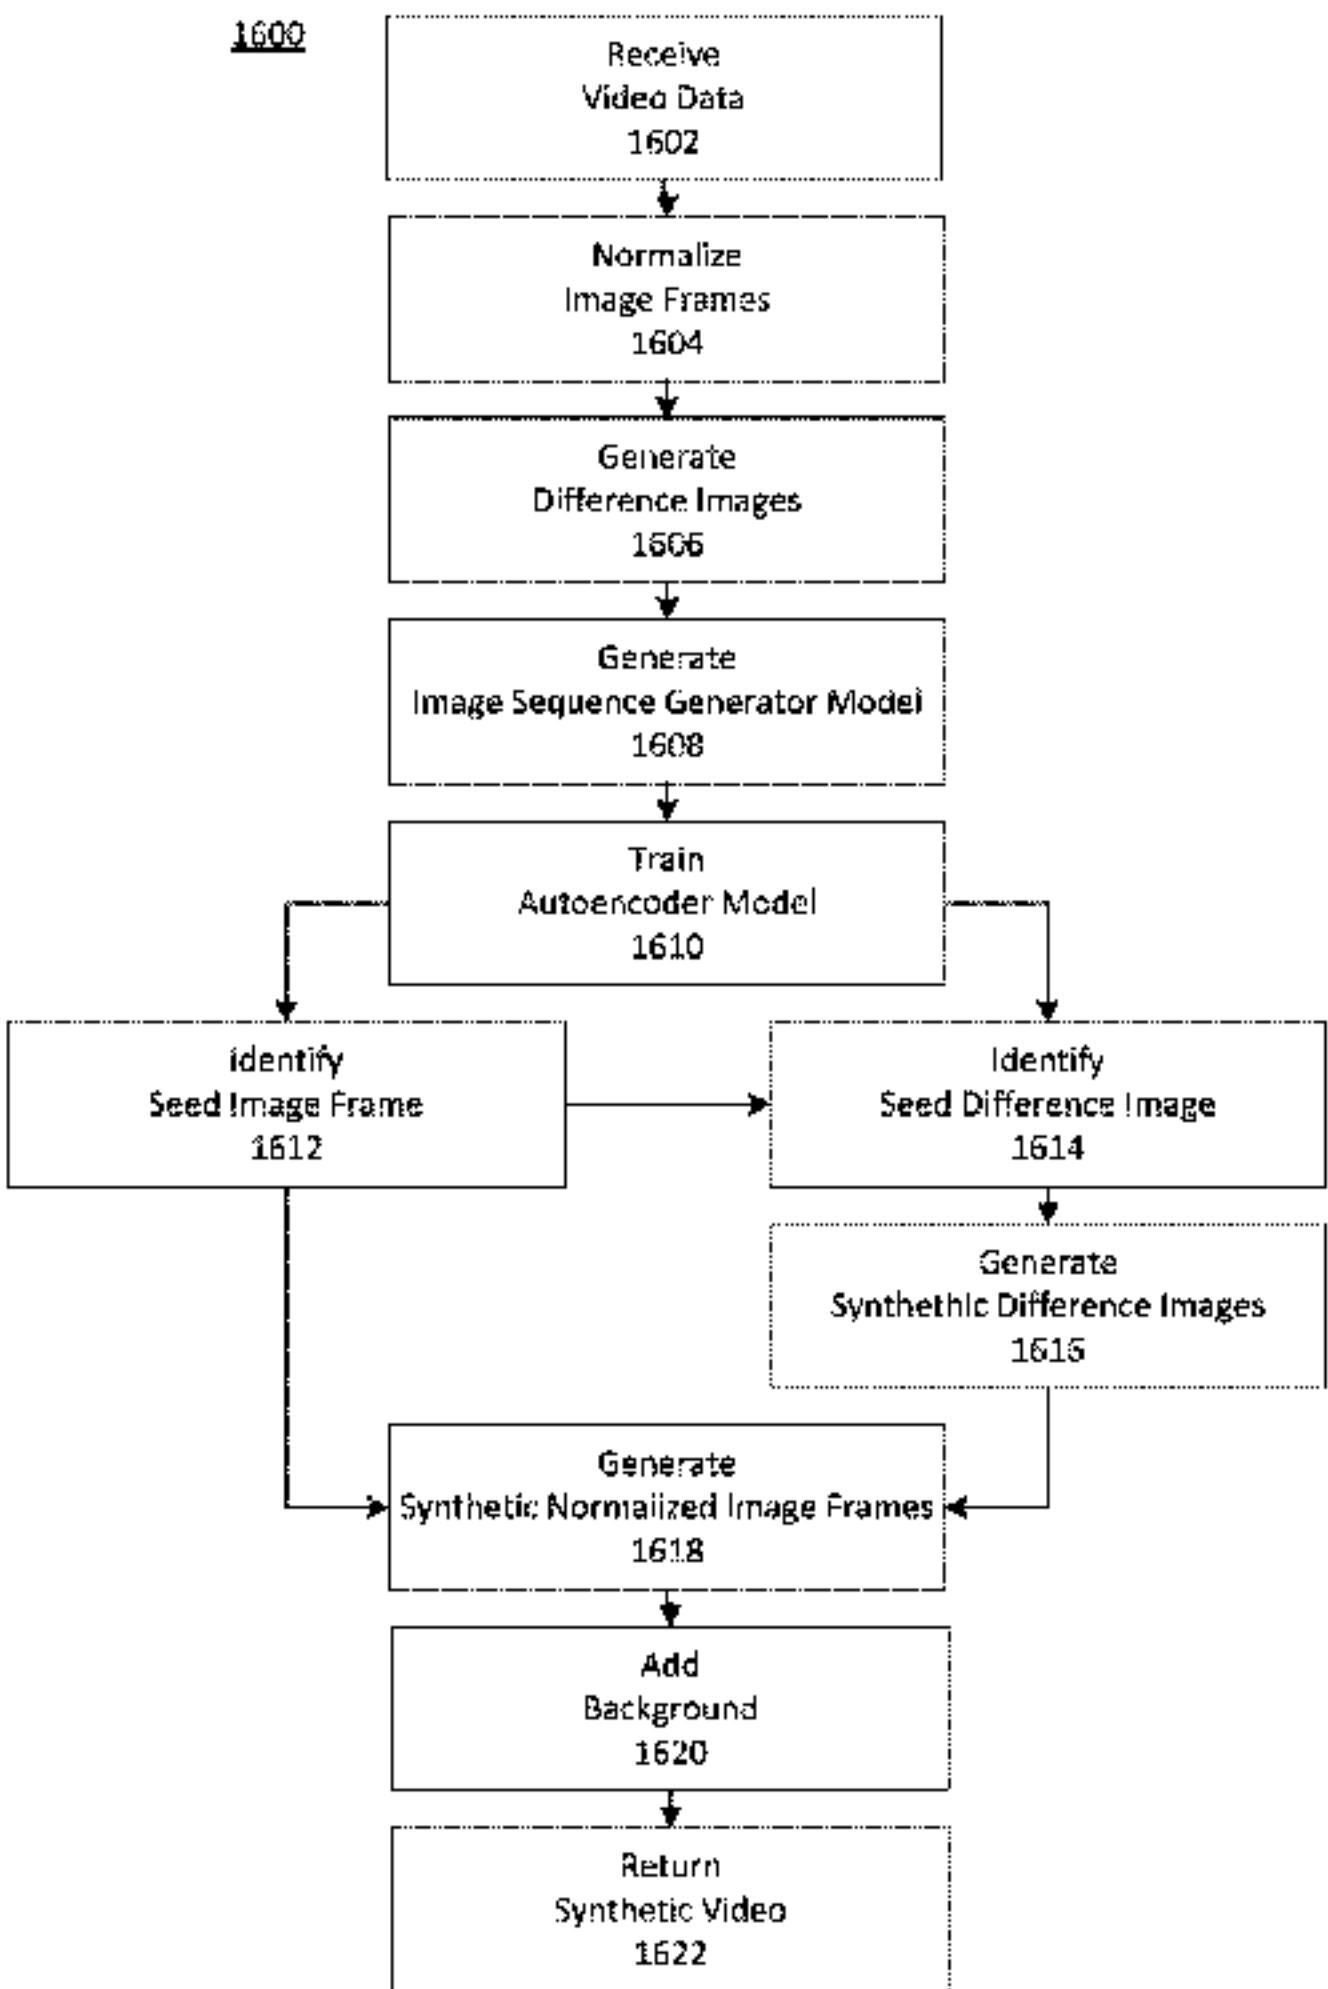 1600
Receive
Video Data
1602
Normalize
Image Frames
1604
Generate
Difference Images
1606
Generate
Image Sequence Generator Model
1608
Train
Autoencoder Model
1610
Identify
Seed Image Frame
1612
Identify
Seed Difference Image
1614
Generate
Synthethic Difference Images
1616
Generate
Synthetic Normalized Image Frames
1618
Add
Background
1620
Return
Synthetic Video
1622